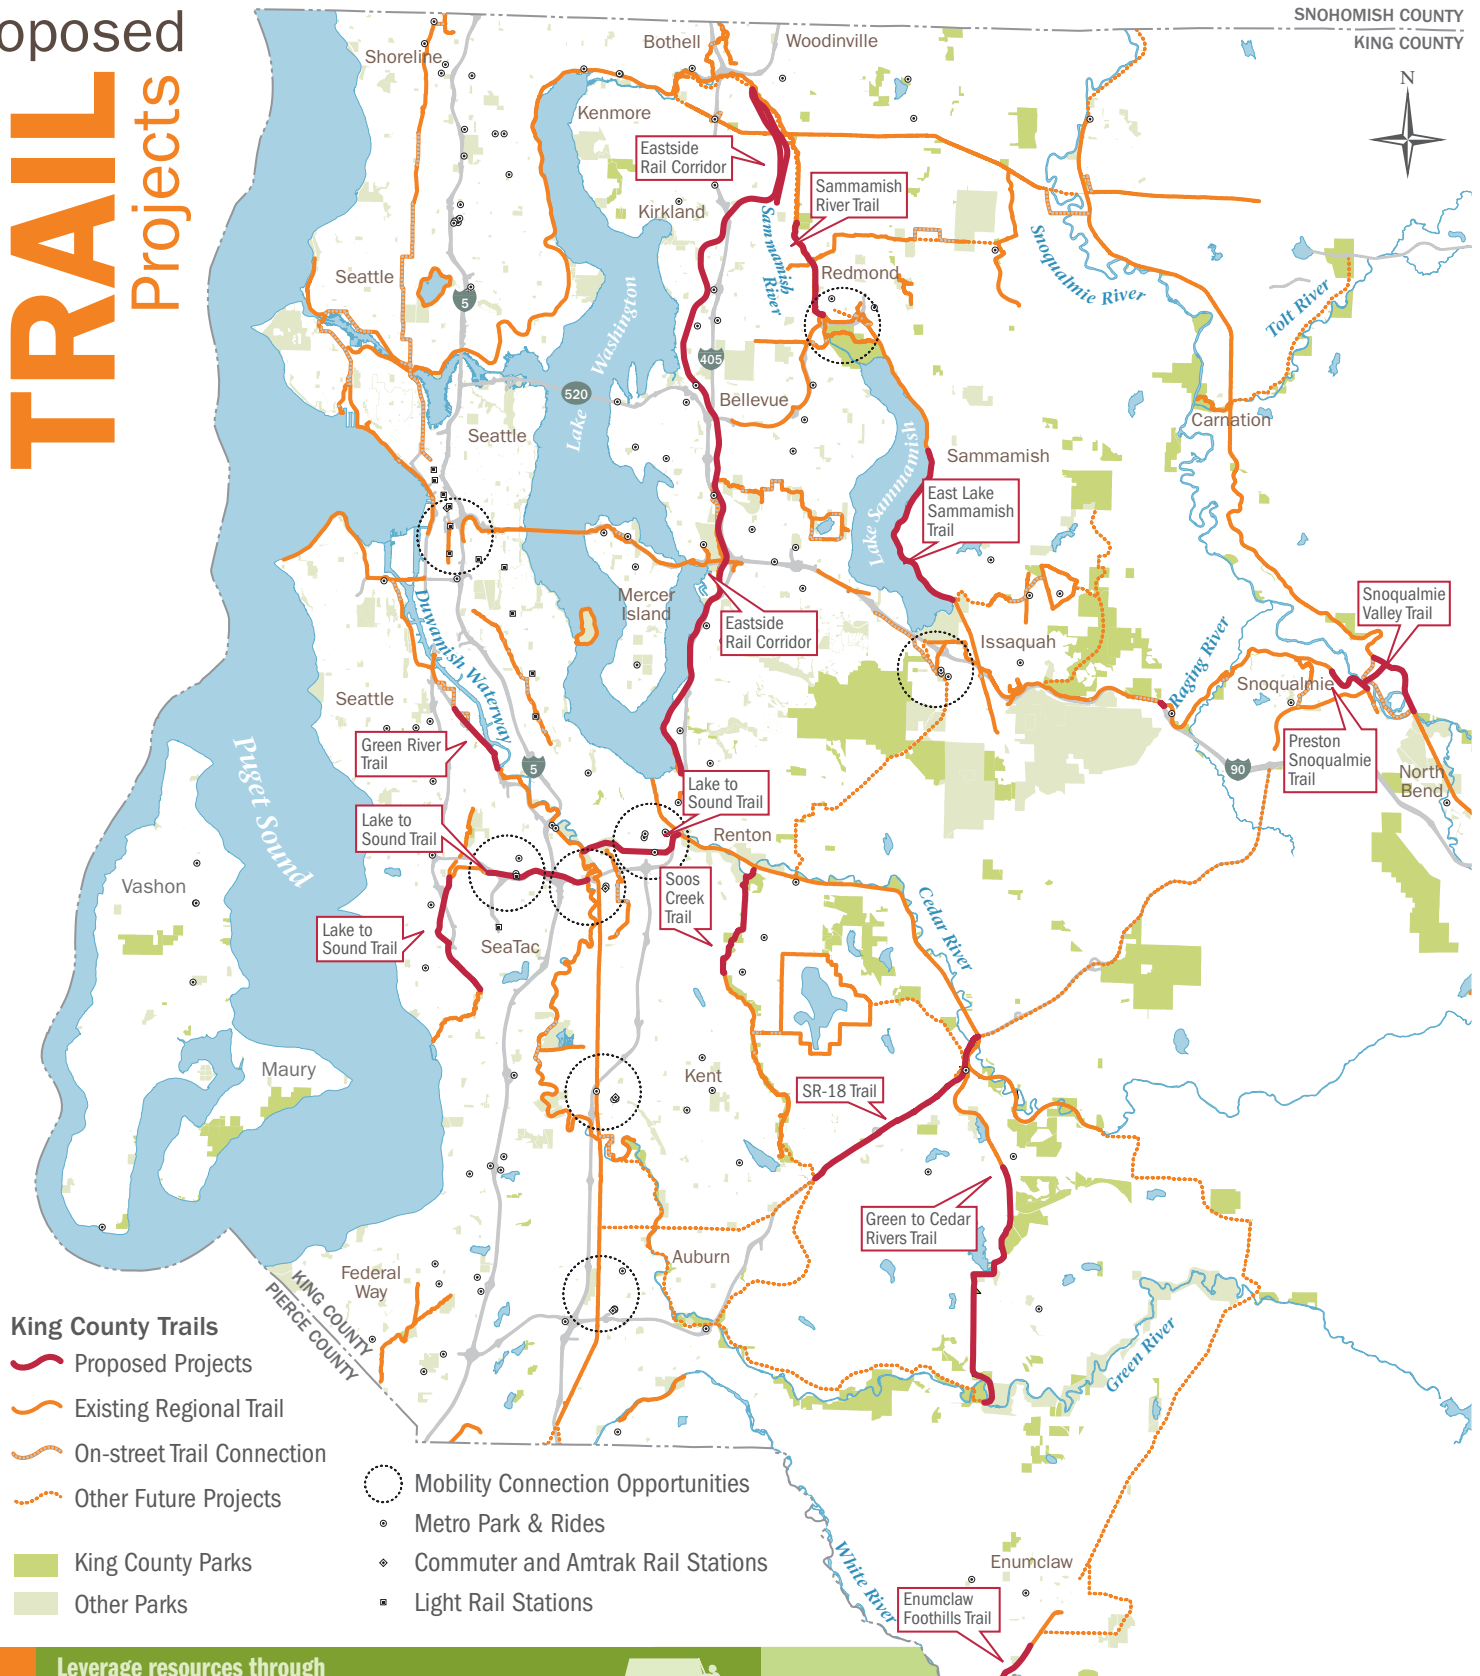 oposed
TRAIL
Projects
SNOHOMISH COUNTY
KING COUNTY
N
Shoreline
Bothell
Woodinville
Kenmore
Eastside
Rail Corridor
Kirkland
Sammamish
River Trail
Sammamish
River
Snoqualmie River
Tolt River
Seattle
5
Redmond
Lake Washington
405
520
Bellevue
Seattle
Carnation
Sammamish
Lake Sammamish
East Lake
Sammamish
Trail
Mercer
Island
Duwamish Waterway
Eastside
Rail Corridor
Issaquah
Snoqualmie
Valley Trail
Raging River
Snoqualmie
Seattle
Puget Sound
Green River
Trail
5
Preston
Snoqualmie
Trail
90
North
Bend
Lake to
Sound Trail
Lake to
Sound Trail
Renton
Vashon
Soos
Creek
Trail
Cedar River
Lake to
Sound Trail
SeaTac
Maury
Kent
SR-18 Trail
Green to Cedar
Rivers Trail
Auburn
Federal
Way
KING COUNTY
PIERCE COUNTY
Green River
King County Trails
Proposed Projects
Existing Regional Trail
On-street Trail Connection
Other Future Projects
King County Parks
Other Parks
Mobility Connection Opportunities
Metro Park & Rides
Commuter and Amtrak Rail Stations
Light Rail Stations
White River
Enumclaw
Enumclaw
Foothills Trail
Leverage resources through